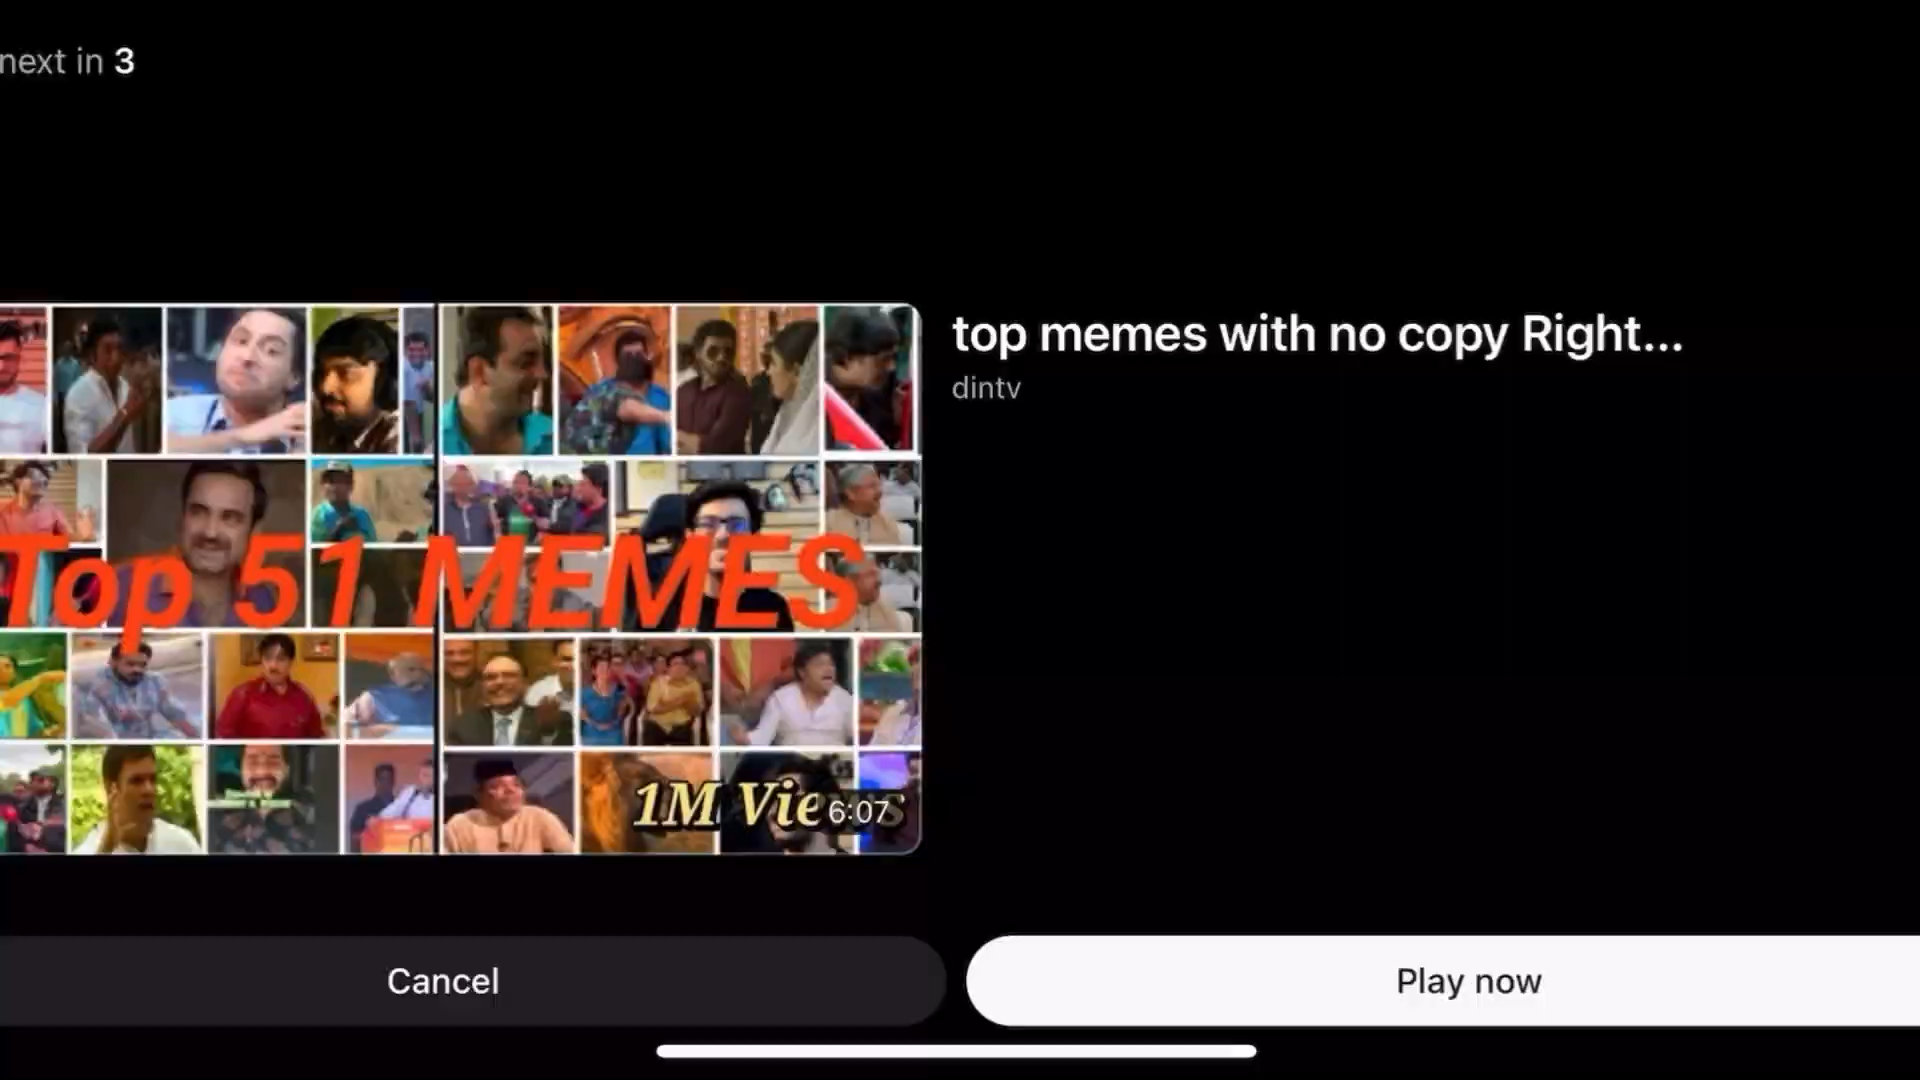 next in 3
top memes with no copy Right...
dintv
Top 51 MEMES
1M Vie
6:07
Cancel
Play now